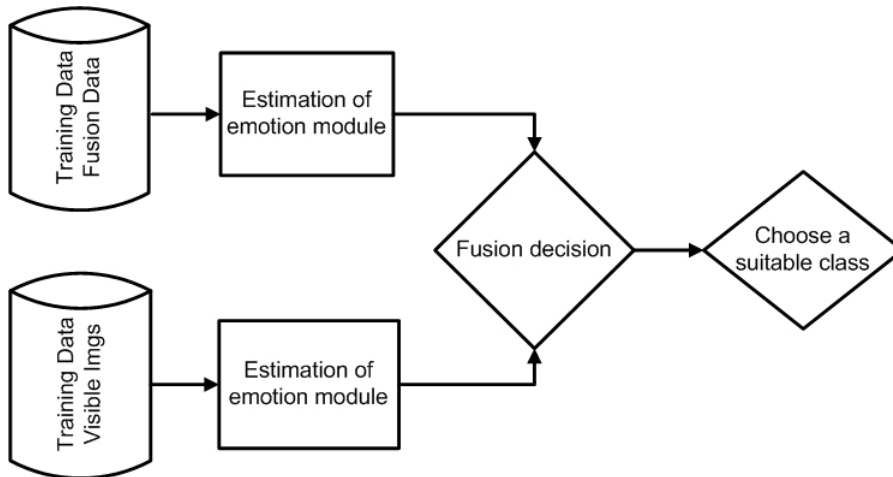 Training Data
Fusion Data
Estimation of
emotion module
Fusion decision
Choose a
suitable class
Training Data
Visible Imgs
Estimation of
emotion module